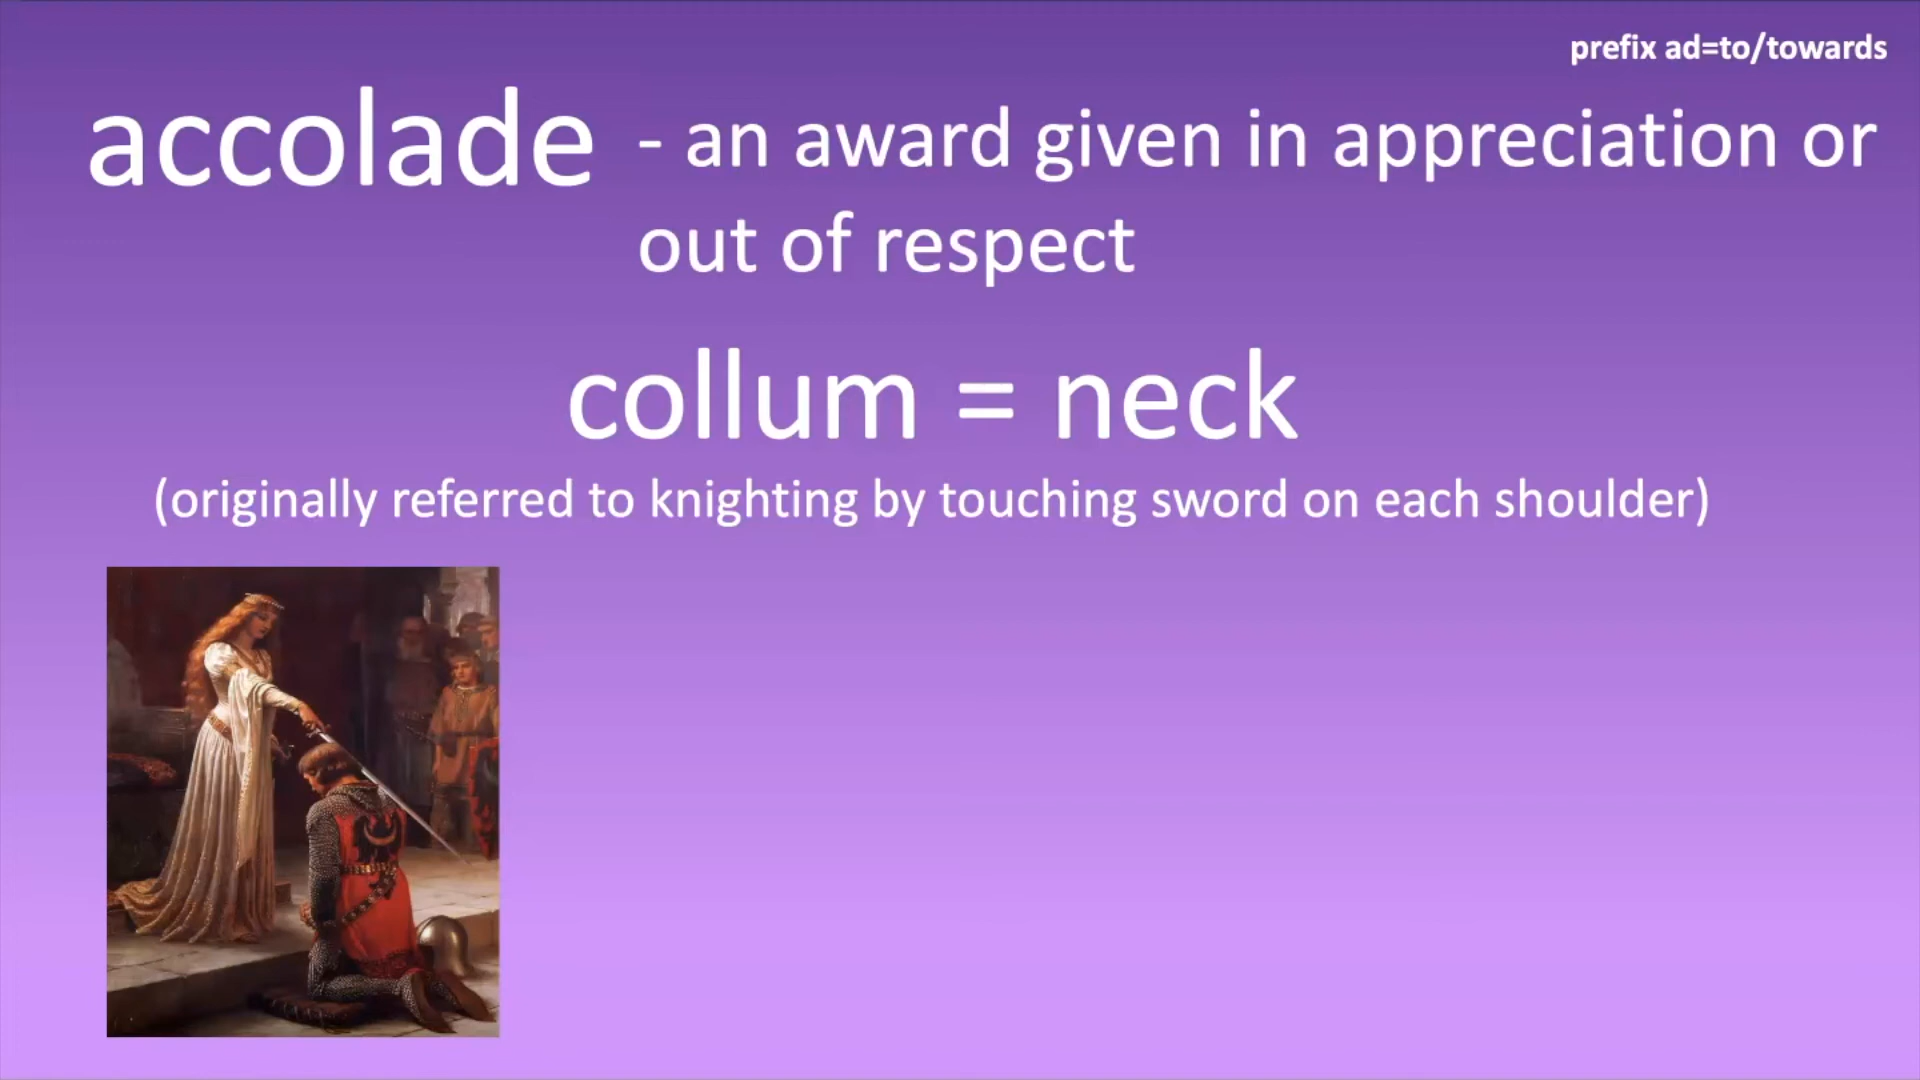 prefix ad=to/towards
accolade - an award given in appreciation or
out of respect
collum = neck
(originally referred to knighting by touching sword on each shoulder)